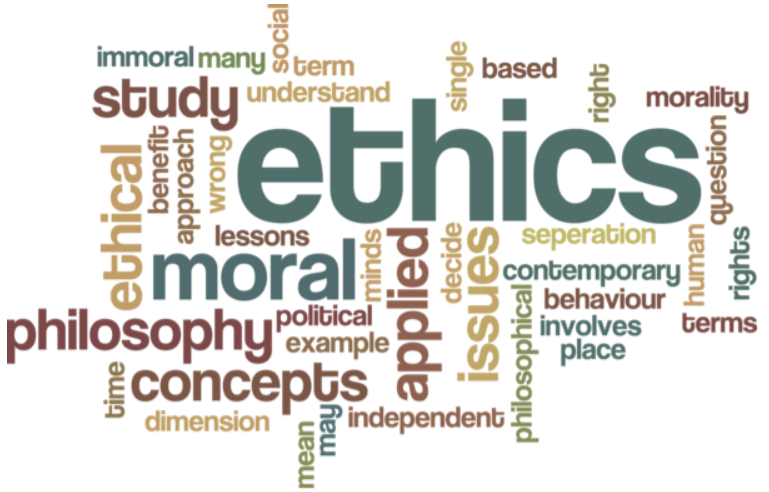 social
immoral
many
term
single
based
study
understand
right
morality
ethics
question
benefit
approach
wrong
ethical
lessons
moral
minds
applied
decide
issues
seperation
human
rights
contemporary
behaviour
philosophy
political
example
philosophical
involves
place
terms
time
concepts
dimension
mean
may
independent